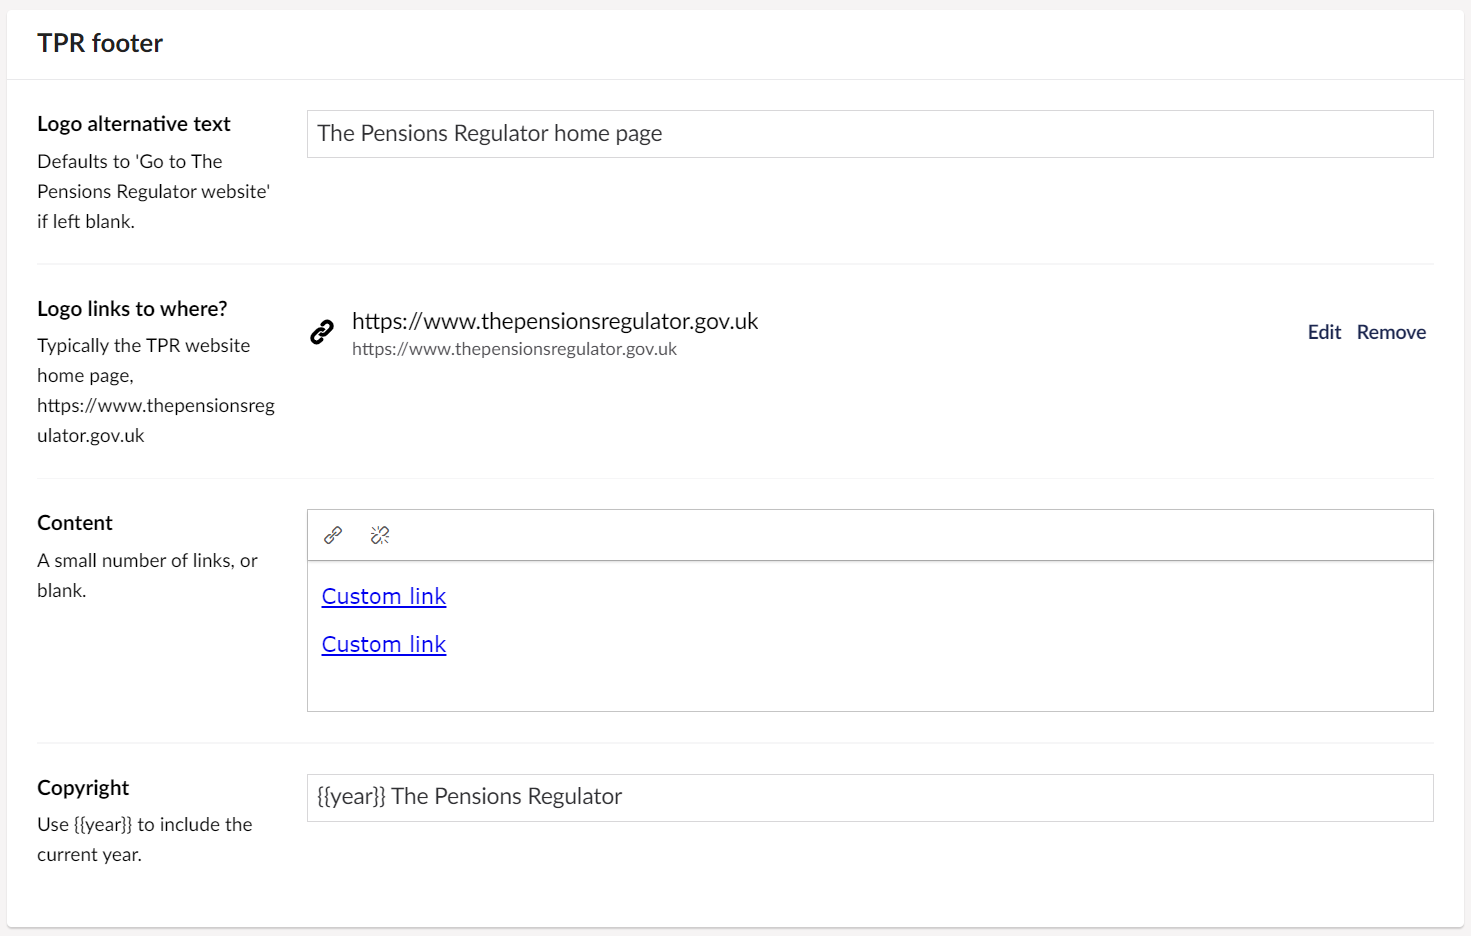 TPR footer
Logo alternative text
Defaults to 'Go to The
Pensions Regulator website'
if left blank.
The Pensions Regulator home page
Logo links to where?
Typically the TPR website
home page,
https://www.thepensionsreg
ulator.gov.uk
https://www.thepensionsregulator.gov.uk
https://www.thepensionsregulator.gov.uk
Edit Remove
Content
A small number of links, or
blank.
Custom link
Custom link
Copyright
Use {{year}} to include the
current year.
{{year}} The Pensions Regulator